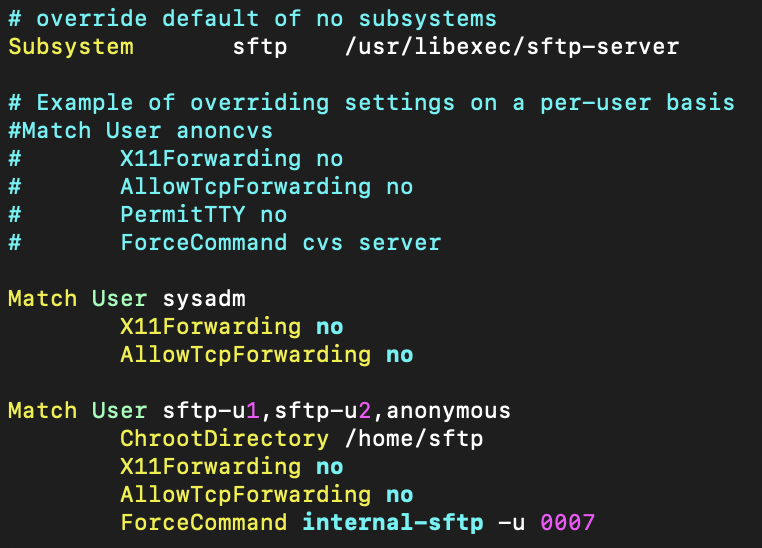 # override default of no subsystems
Subsystem       sftp    /usr/libexec/sftp-server

# Example of overriding settings on a per-user basis
#Match User anoncvs
#       X11Forwarding no
#       AllowTcpForwarding no
#       PermitTTY no
#       ForceCommand cvs server

Match User sysadm
        X11Forwarding no
        AllowTcpForwarding no

Match User sftp-u1,sftp-u2,anonymous
        ChrootDirectory /home/sftp
        X11Forwarding no
        AllowTcpForwarding no
        ForceCommand internal-sftp -u 0007